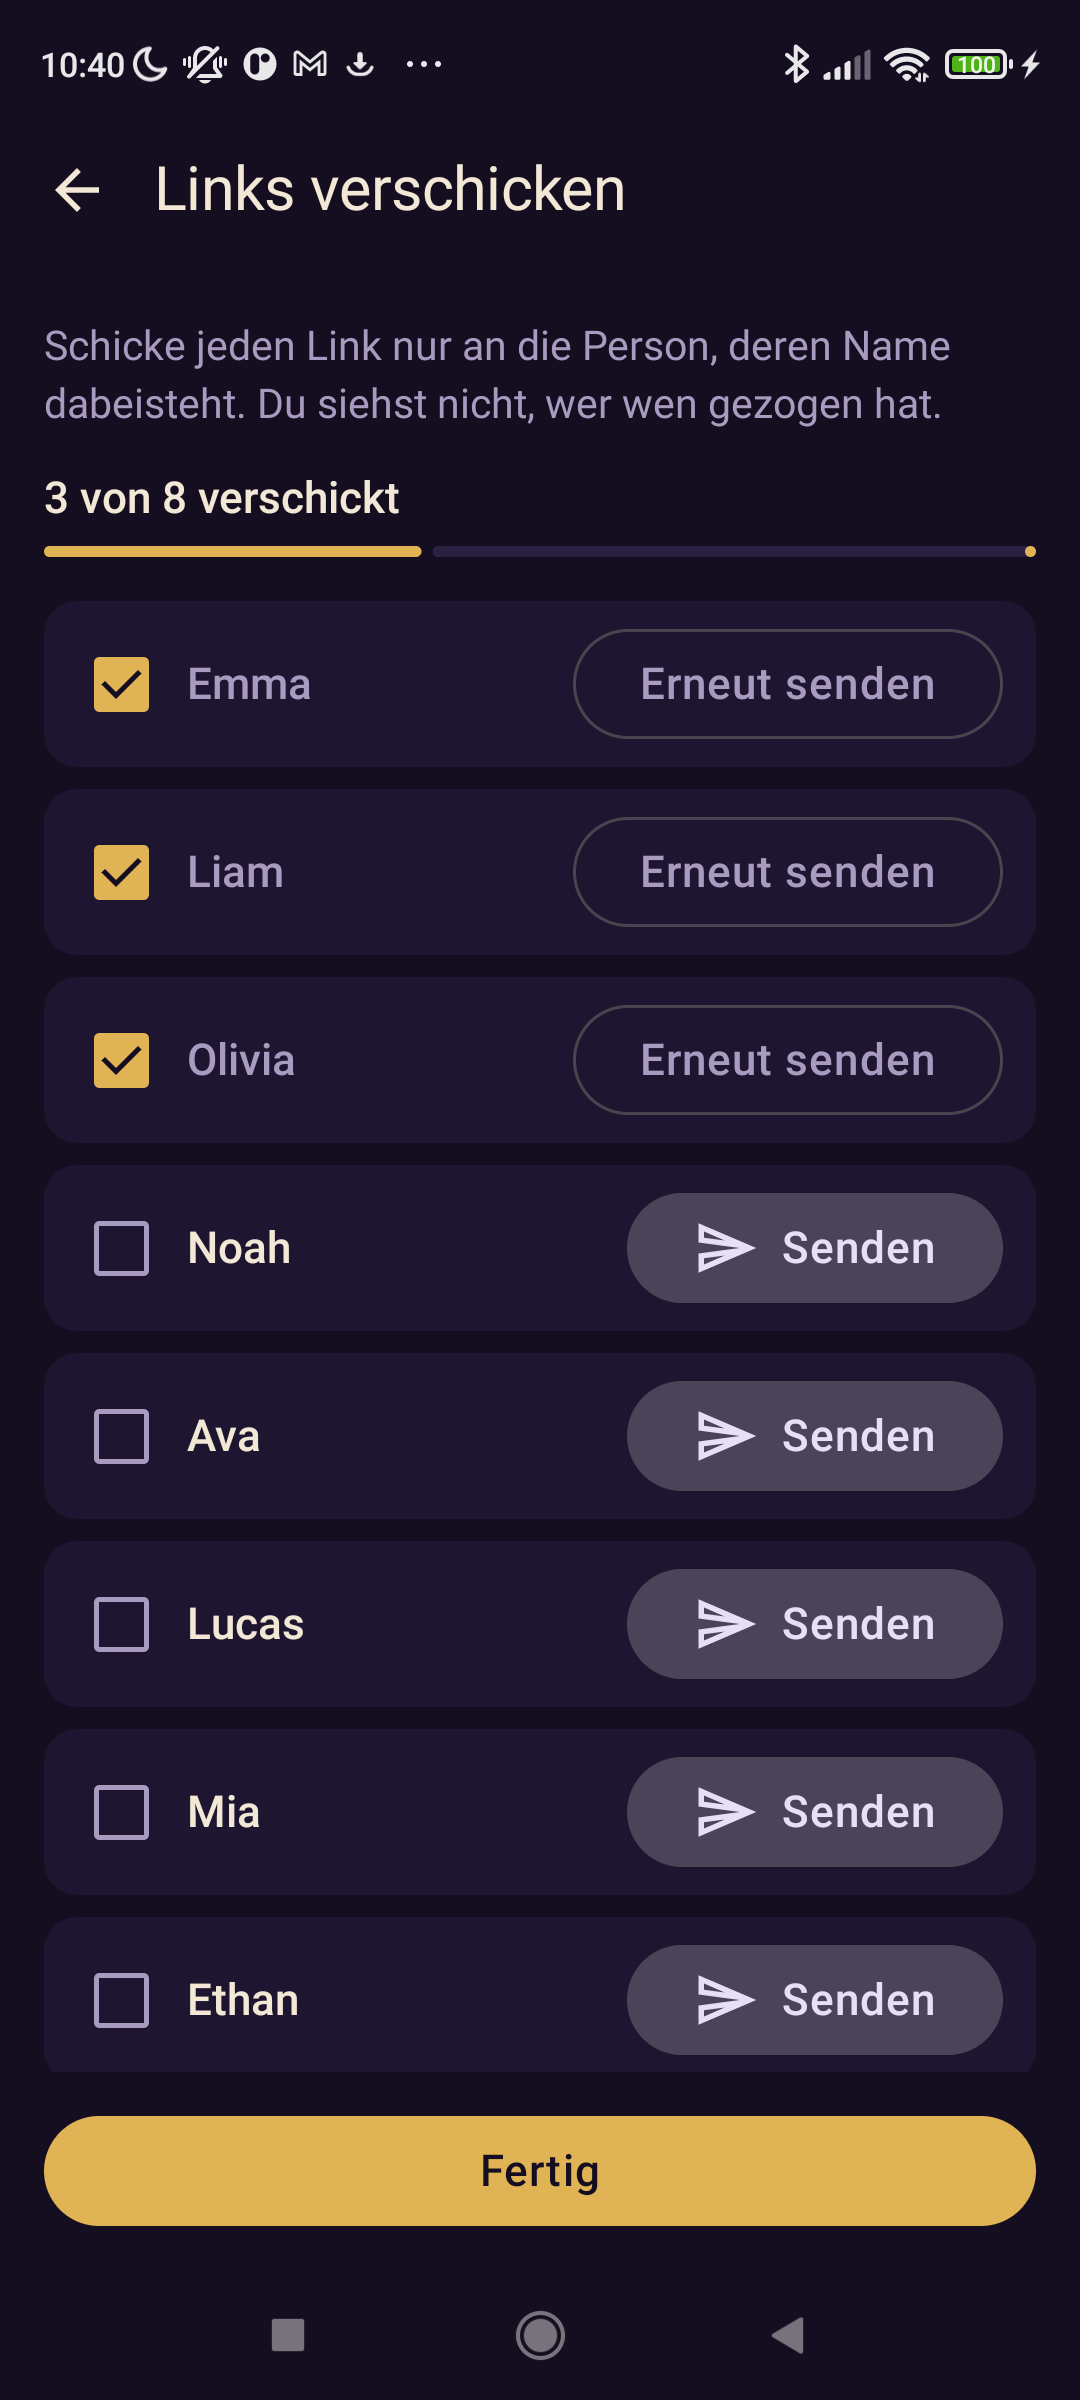 10:40
100
Links verschicken
Schicke jeden Link nur an die Person, deren Name
dabeisteht. Du siehst nicht, wer wen gezogen hat.
3 von 8 verschickt
Emma Erneut senden
Liam Erneut senden
Olivia Erneut senden
Noah Senden
Ava Senden
Lucas Senden
Mia Senden
Ethan Senden
Fertig